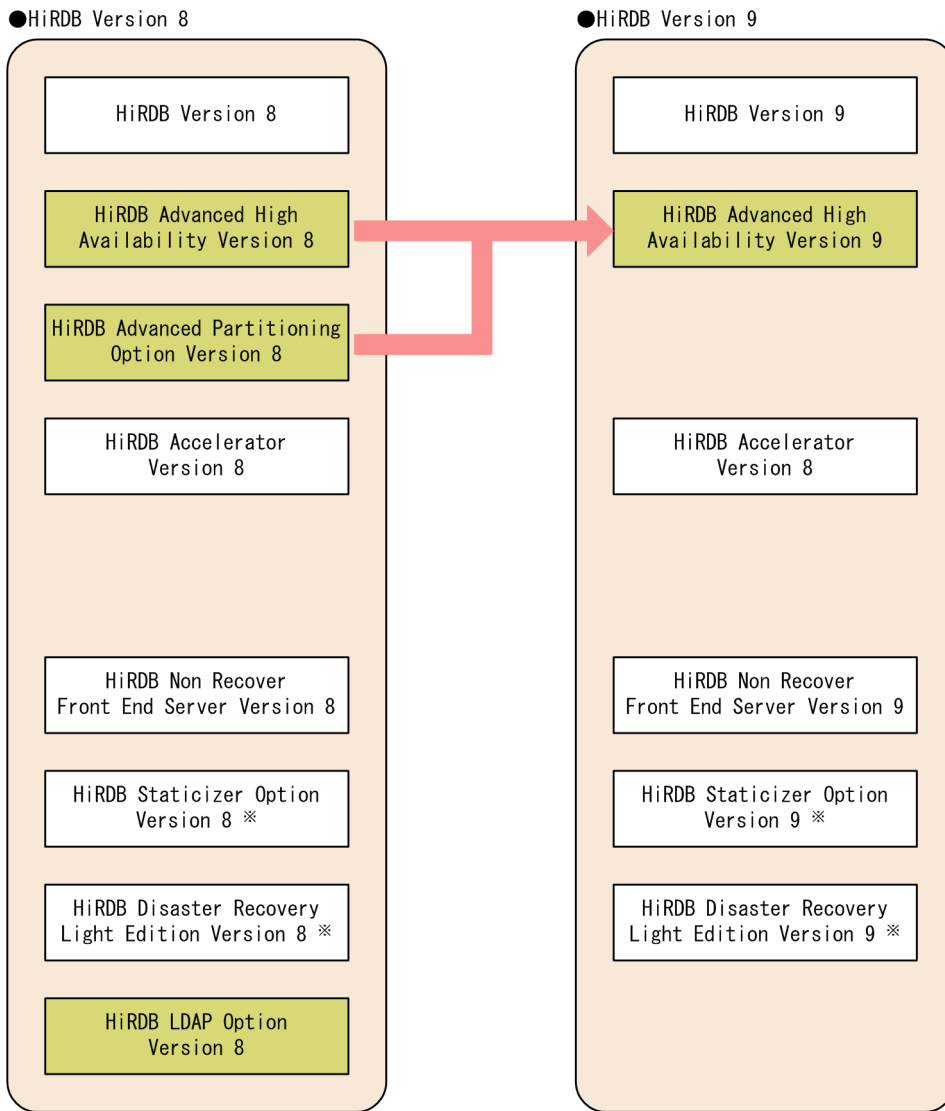 ●HiRDB Version 8
HiRDB Version 8
HiRDB Advanced High
Availability Version 8
HiRDB Advanced Partitioning
Option Version 8
HiRDB Accelerator
Version 8
HiRDB Non Recover
Front End Server Version 8
HiRDB Staticizer Option
Version 8 ※
HiRDB Disaster Recovery
Light Edition Version 8 ※
HiRDB LDAP Option
Version 8
●HiRDB Version 9
HiRDB Version 9
HiRDB Advanced High
Availability Version 9
HiRDB Accelerator
Version 8
HiRDB Non Recover
Front End Server Version 9
HiRDB Staticizer Option
Version 9 ※
HiRDB Disaster Recovery
Light Edition Version 9 ※